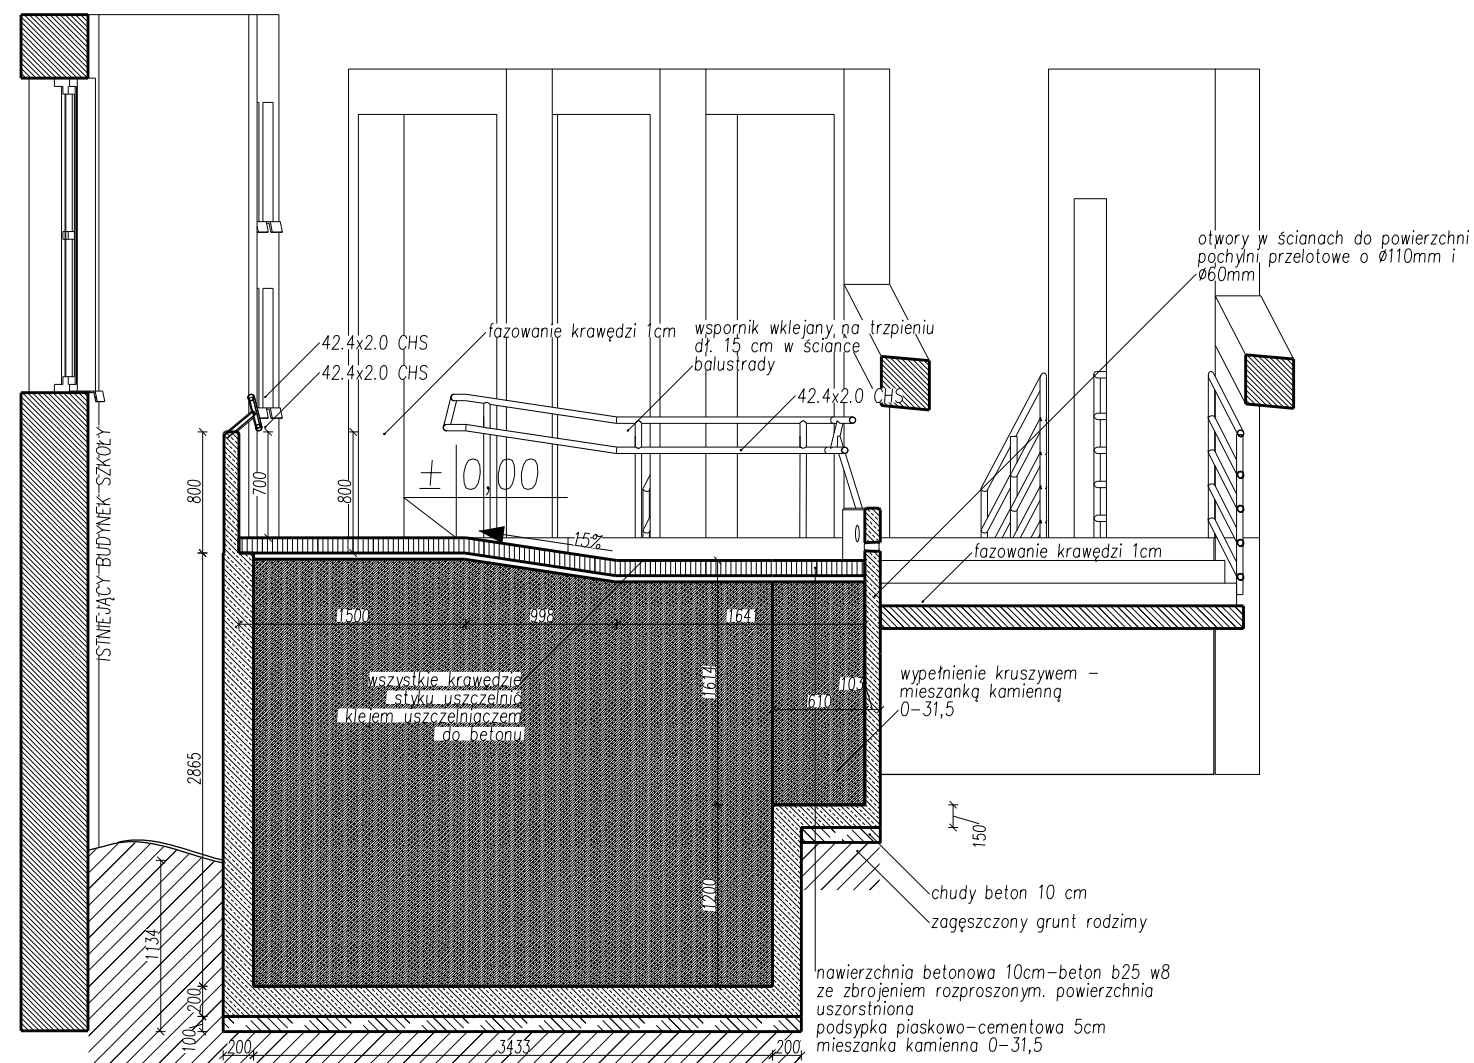 otwory w ścianach do powierzchni
pochylni przelotowe o Ø110mm i
Ø60mm
42.4x2.0 CHS
42.4x2.0 CHS
fazowanie krawędzi 1cm
wspornik wklejany na trzpieniu
dł. 15 cm w ściance
balustrady
42.4x2.0 CHS
ISTNIEJĄCY BUDYNEK SZKOŁY
800
700
800
± 0,00
15%
fazowanie krawędzi 1cm
1500
998
1641
wszystkie krawędzie
styku uszczelnić
klejem uszczelniaczem
do betonu
1614
103
610
wypełnienie kruszywem –
mieszanką kamienną
0–31,5
2865
150
1200
chudy beton 10 cm
zagęszczony grunt rodzimy
1134
nawierzchnia betonowa 10cm–beton b25 w8
ze zbrojeniem rozproszonym. powierzchnia
uszorstniona
podsypka piaskowo–cementowa 5cm
mieszanka kamienna 0–31,5
200
100
200
3433
200